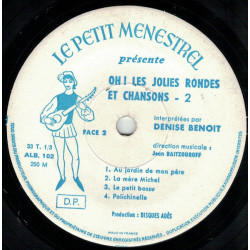 LE PETIT MENESTREL
présente
OH! LES JOLIES RONDES
ET CHANSONS - 2
interprétées par
DENISE BENOIT
direction musicale :
Jean BAITZOUROFF
FACE 2
33 T. 1/3
ALB. 102
250 M
1. Au jardin de mon père
2. La mère Michel
3. Le petit bosse
4. Polichinelle
D.P.
Production : DISQUES ADÈS